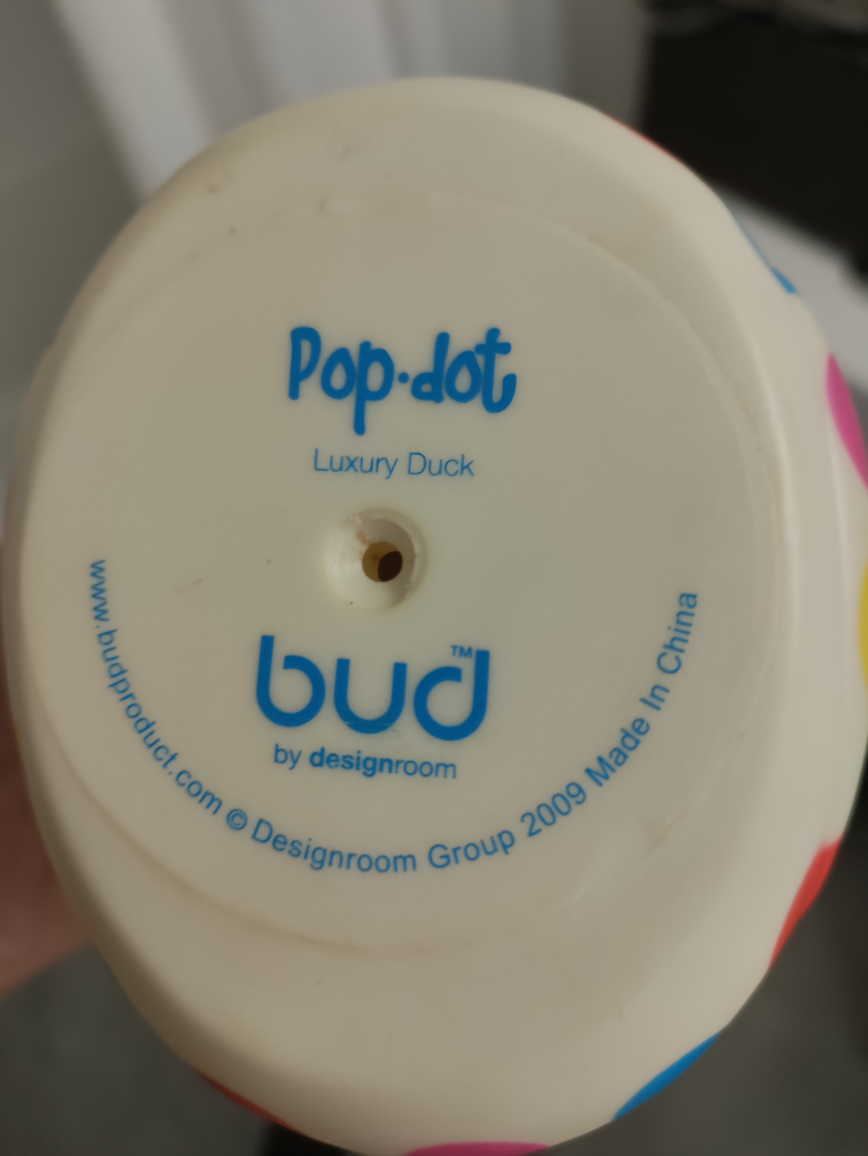 Pop·dot
Luxury Duck
bud™
by designroom
www.budproduct.com © Designroom Group 2009 Made In China